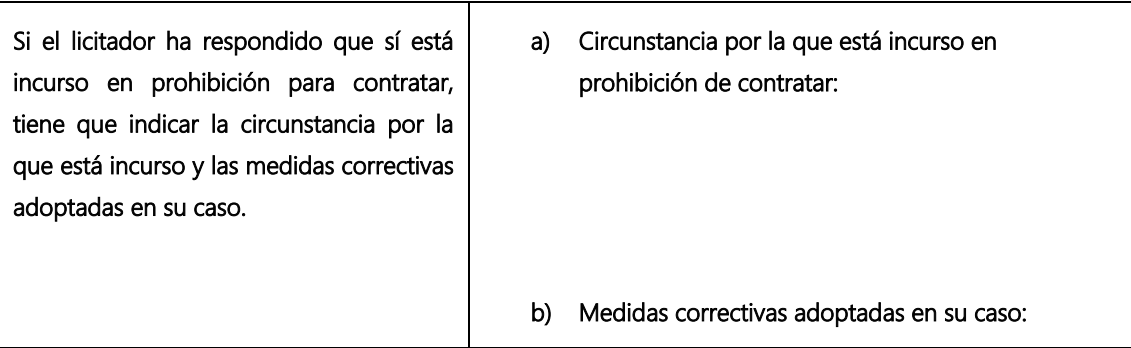 Si el licitador ha respondido que sí está
incurso en prohibición para contratar,
tiene que indicar la circunstancia por la
que está incurso y las medidas correctivas
adoptadas en su caso.
a) Circunstancia por la que está incurso en
prohibición de contratar:
b) Medidas correctivas adoptadas en su caso: